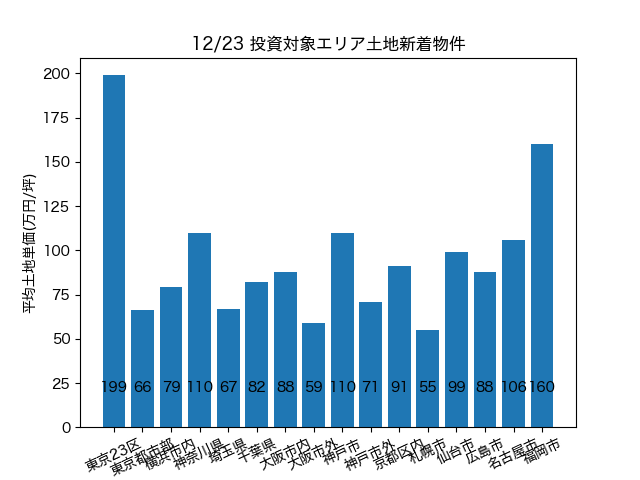 12/23 投資対象エリア土地新着物件
平均土地単価(万円/坪)
200
175
150
125
100
75
50
25
0
199 66 79 110 67 82 88 59 110 71 91 55 99 88 106 160
東京23区
東京都市部
横浜市内
神奈川県
埼玉県
千葉県
大阪市内
大阪市外
神戸市
神戸市外
京都区内
札幌市
仙台市
広島市
名古屋市
福岡市